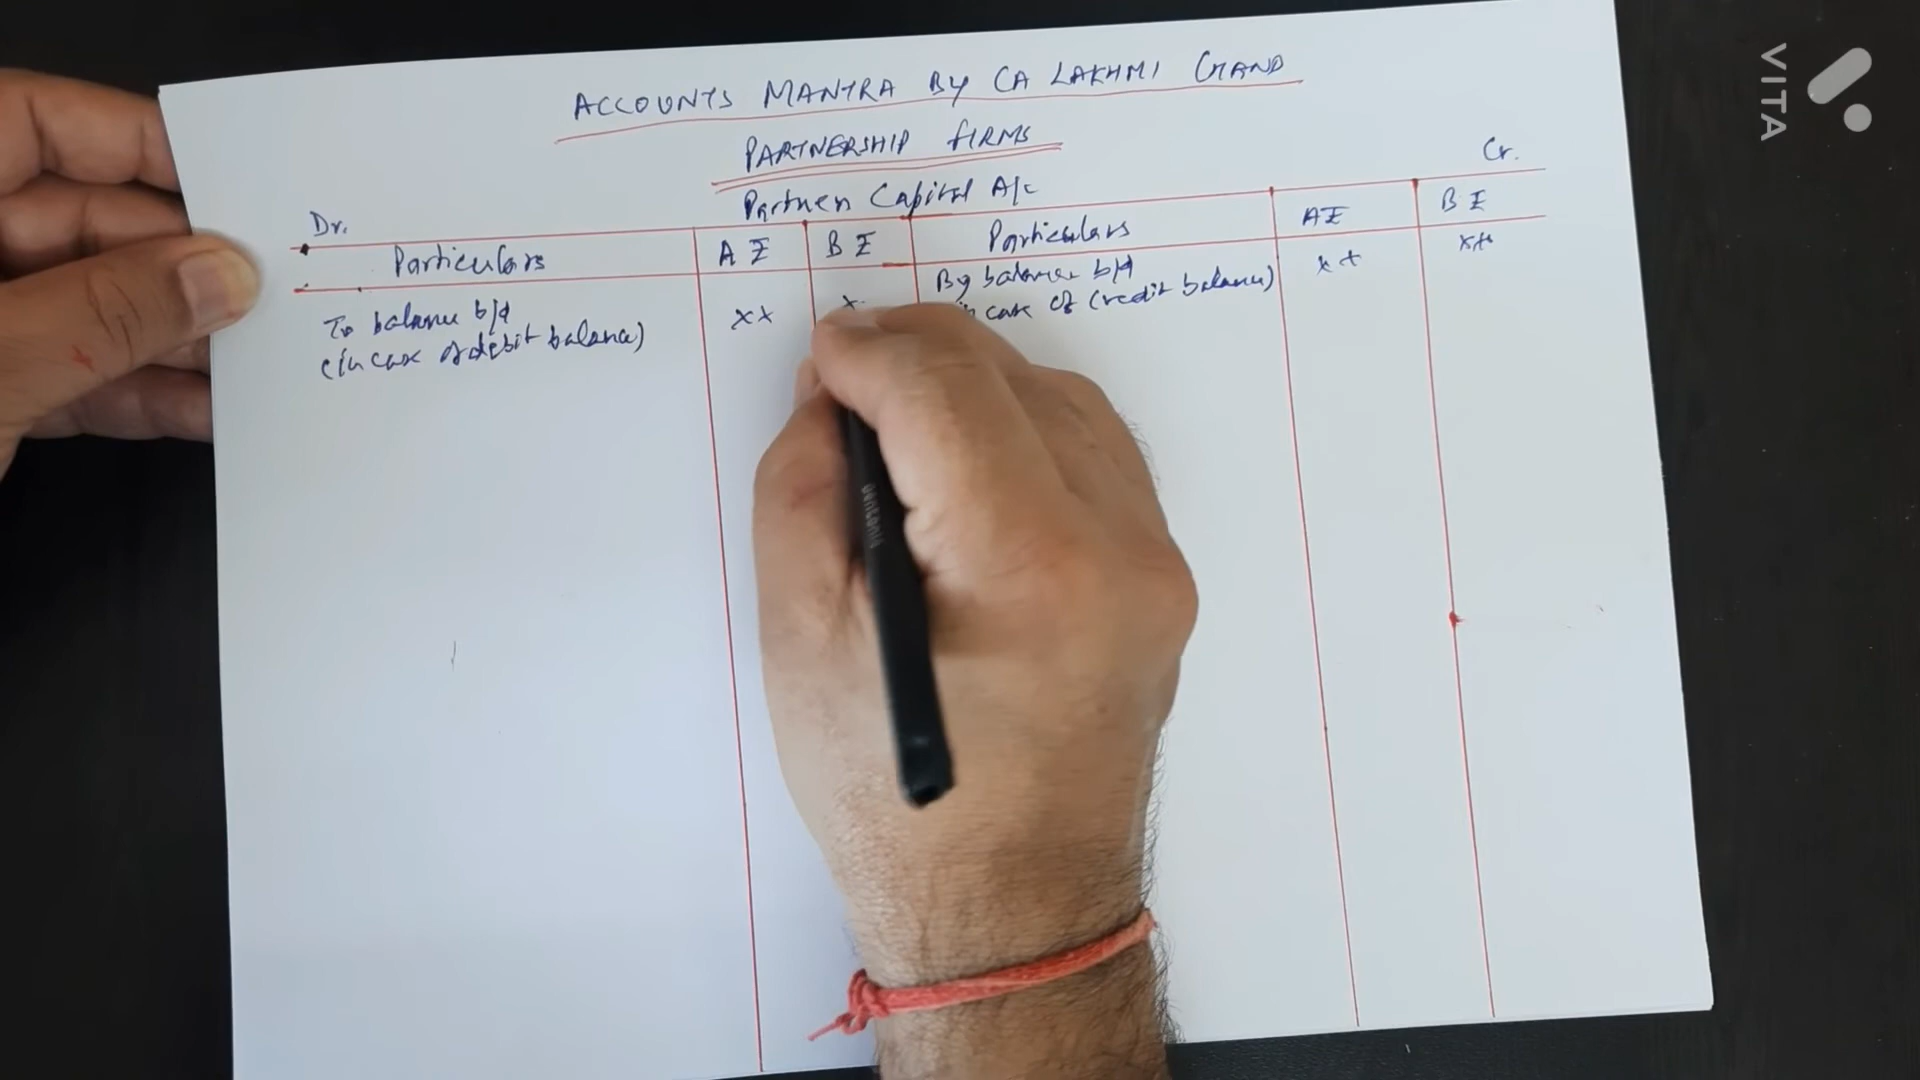 ACCOUNTS MANTRA BY CA LAKHMI CHAND
PARTNERSHIP FIRMS
Partners Capital A/c
Dr.
Cr.
Particulars A ₹ B ₹ Particulars A ₹ B ₹
To balance b/d xx x By balance b/d xx xx
(in case of debit balance) case of credit balance)
VITA